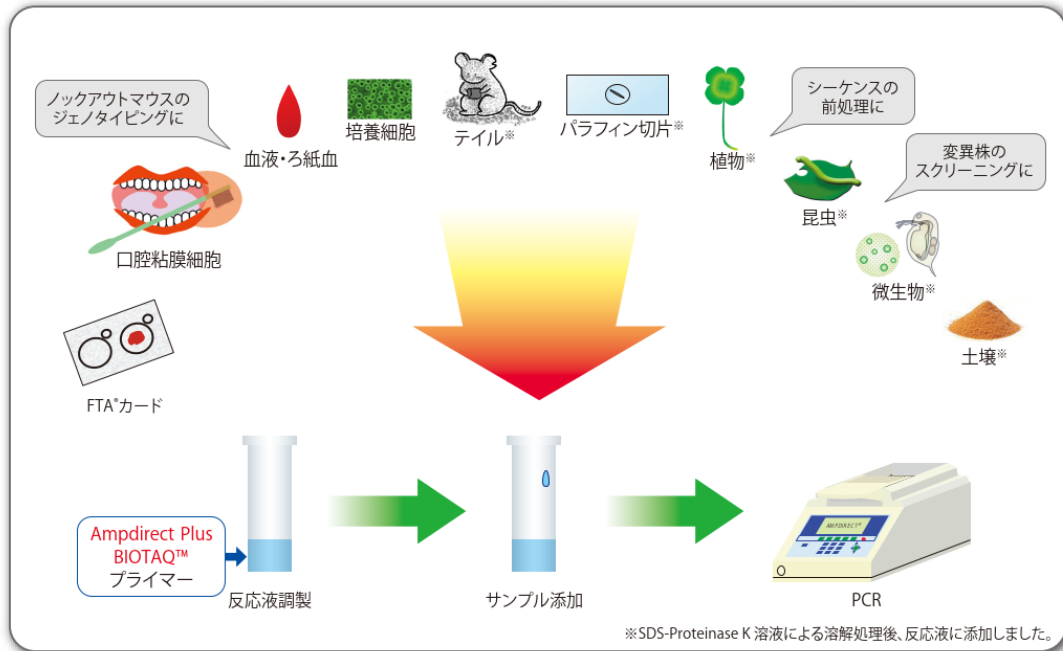 ノックアウトマウスの
ジェノタイピングに
血液・ろ紙血
培養細胞
テイル※
パラフィン切片※
植物※
シーケンスの
前処理に
変異株の
スクリーニングに
昆虫※
微生物※
土壌※
口腔粘膜細胞
FTA®カード
Ampdirect Plus
BIOTAQ™
プライマー
反応液調製
サンプル添加
AMPDIRECT®
PCR
※SDS-Proteinase K 溶液による溶解処理後、反応液に添加しました。